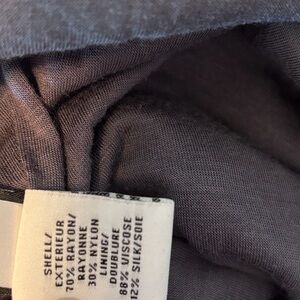 SHELL/
EXTERIEUR
70% RAYON/
RAYONNE
30% NYLON
LINING/
DOUBLURE
88% VISCOSE
12% SILK/SOIE